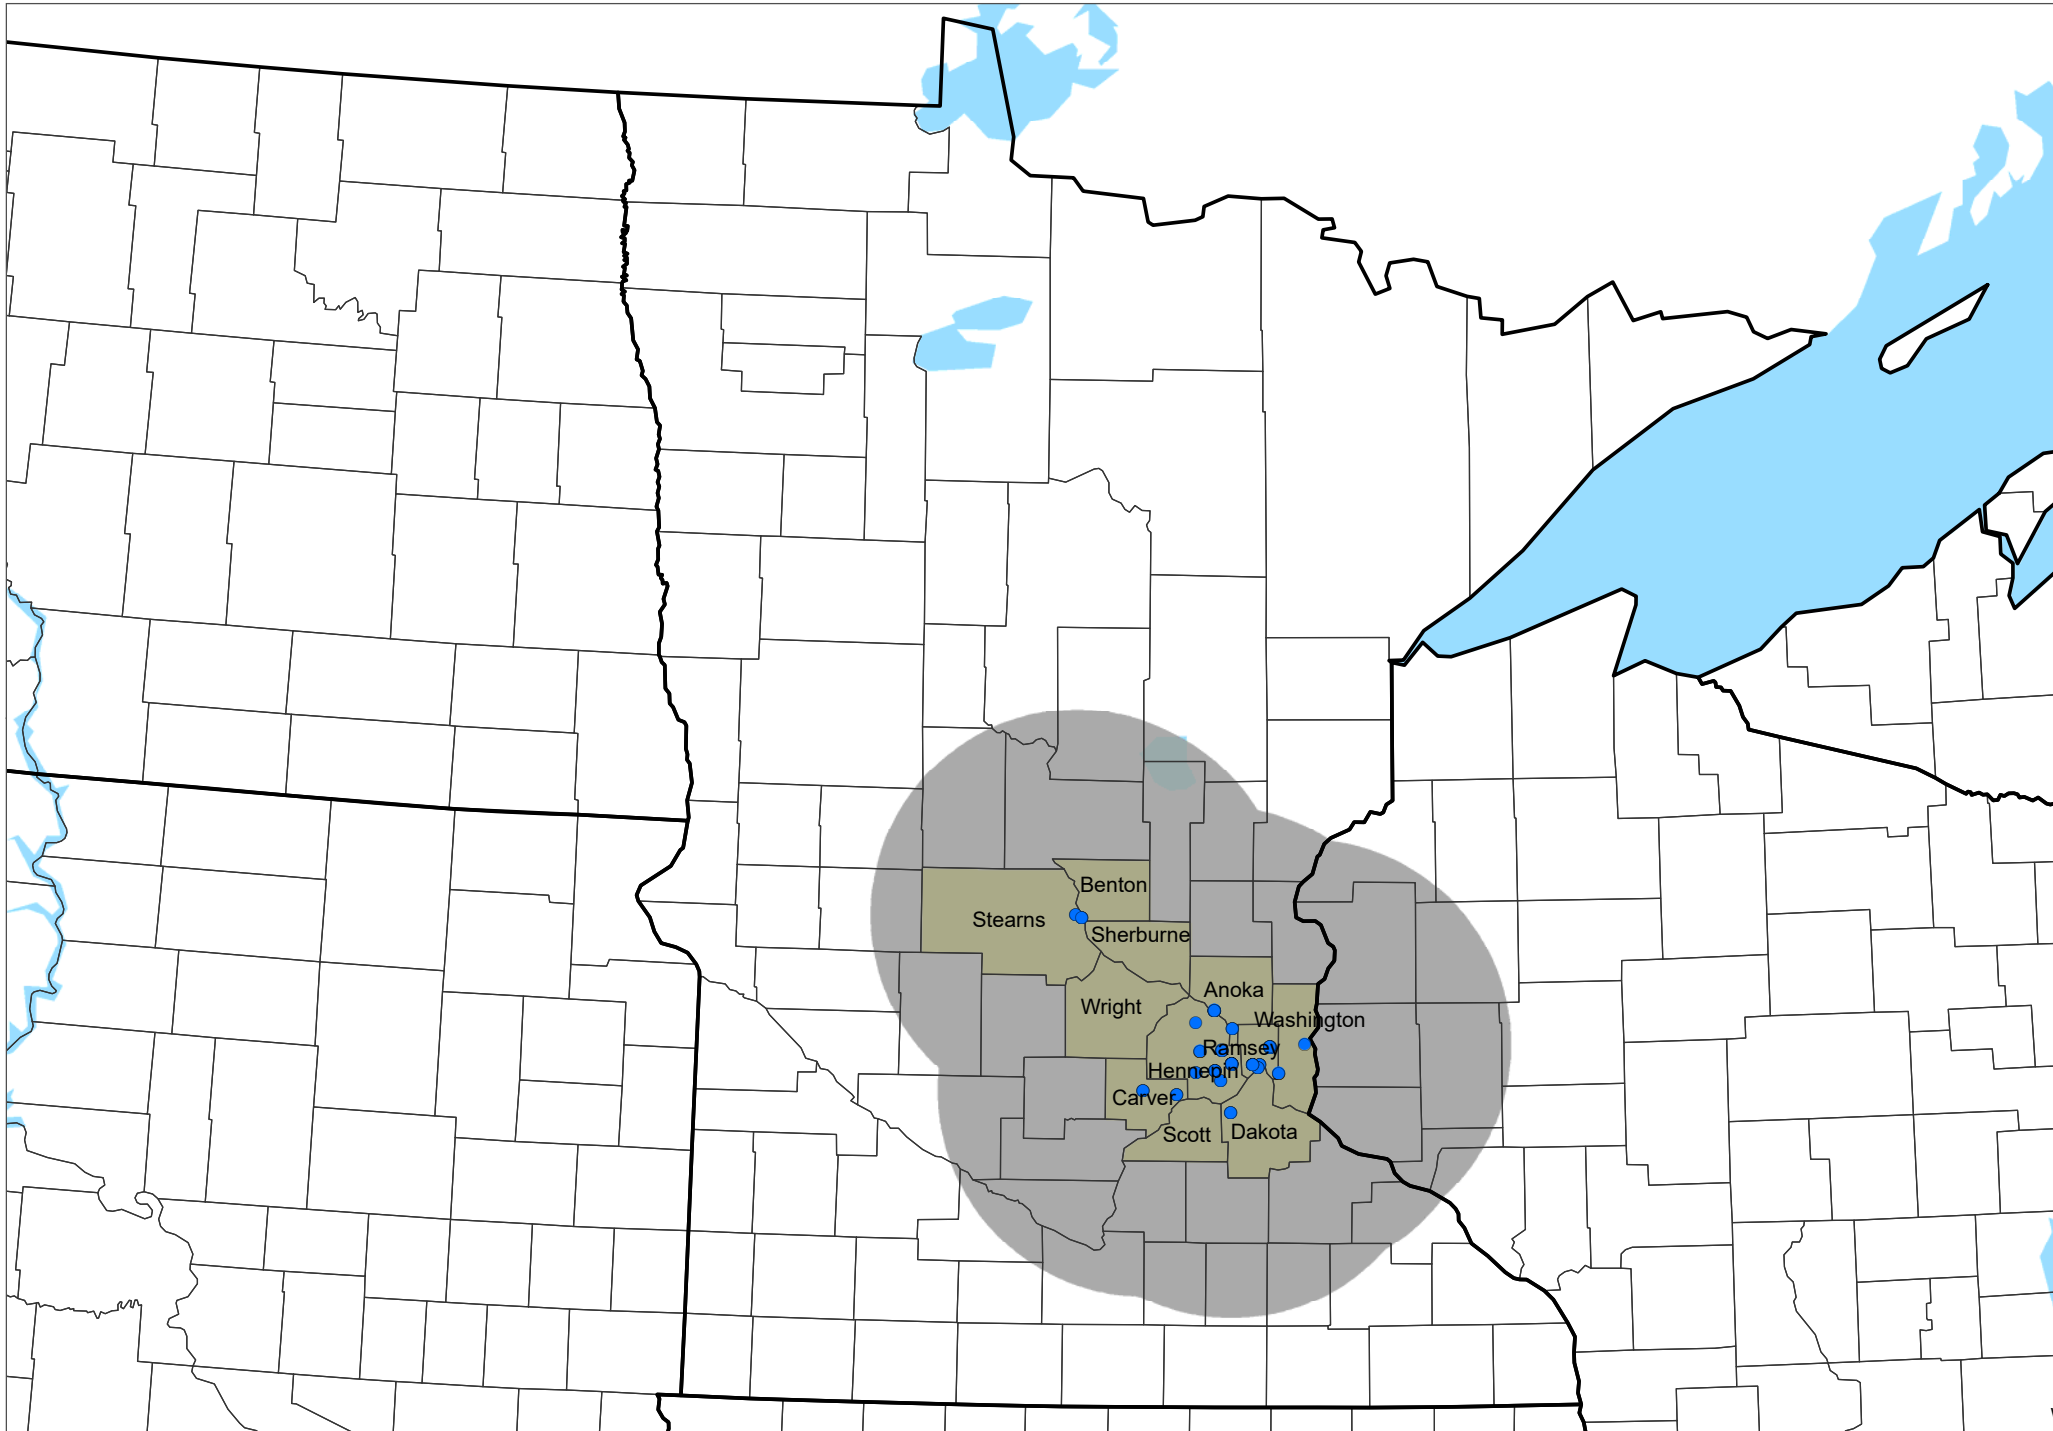 Benton
Stearns
Sherburne
Anoka
Wright
Washington
Ramsey
Hennepin
Carver
Scott
Dakota